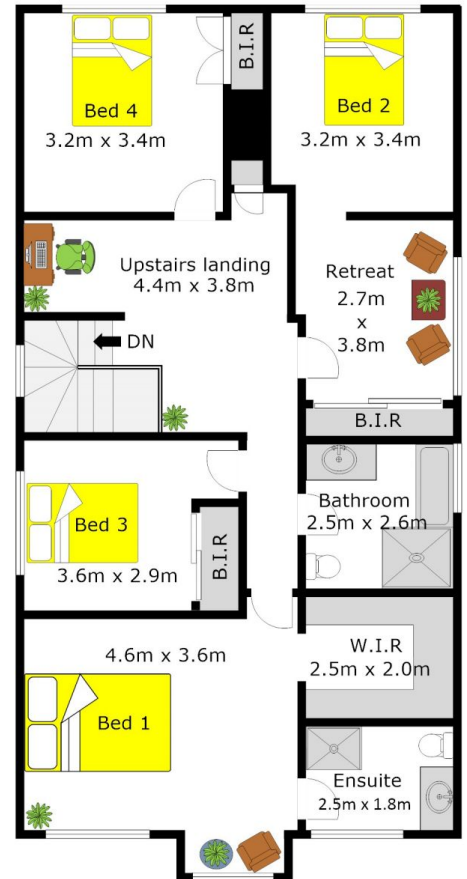 Bed 4
3.2m x 3.4m
B.I.R
Bed 2
3.2m x 3.4m
Upstairs landing
4.4m x 3.8m
Retreat
2.7m
x
3.8m
DN
B.I.R
Bed 3
3.6m x 2.9m
B.I.R
Bathroom
2.5m x 2.6m
4.6m x 3.6m
Bed 1
W.I.R
2.5m x 2.0m
Ensuite
2.5m x 1.8m